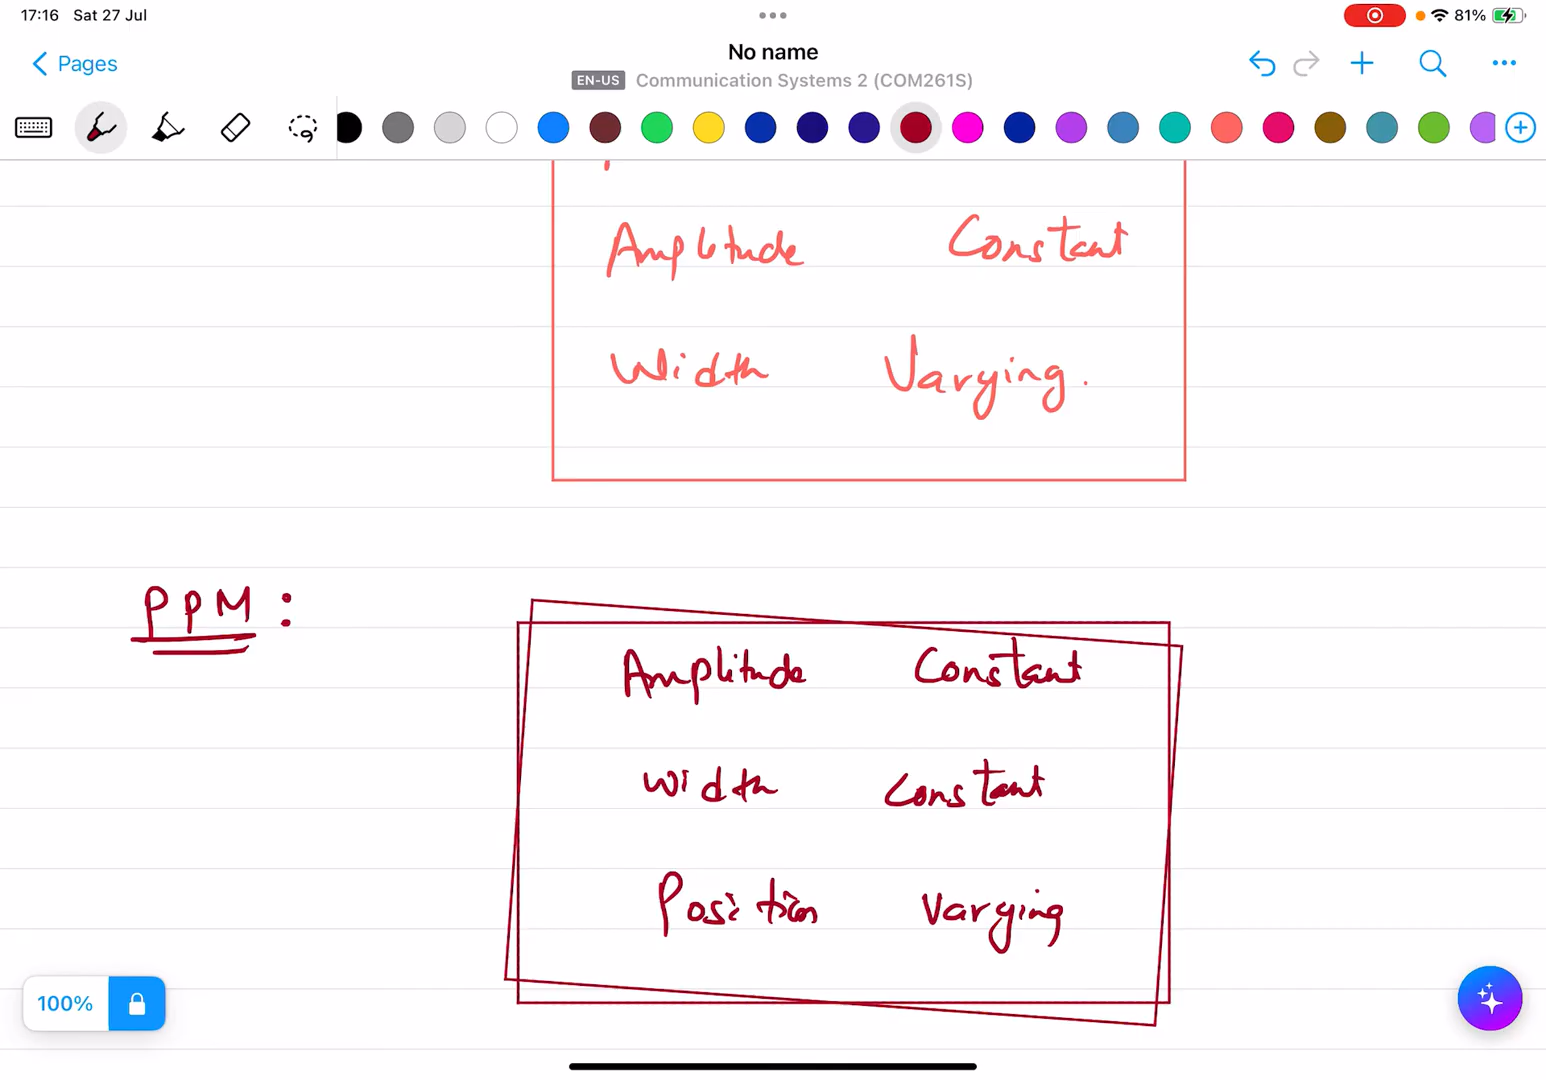 17:16 Sat 27 Jul
81%
Pages
No name
EN-US Communication Systems 2 (COM261S)
Amplitude Constant
Width Varying.
PPM:
Amplitude Constant
Width Constant
Position Varying
100%